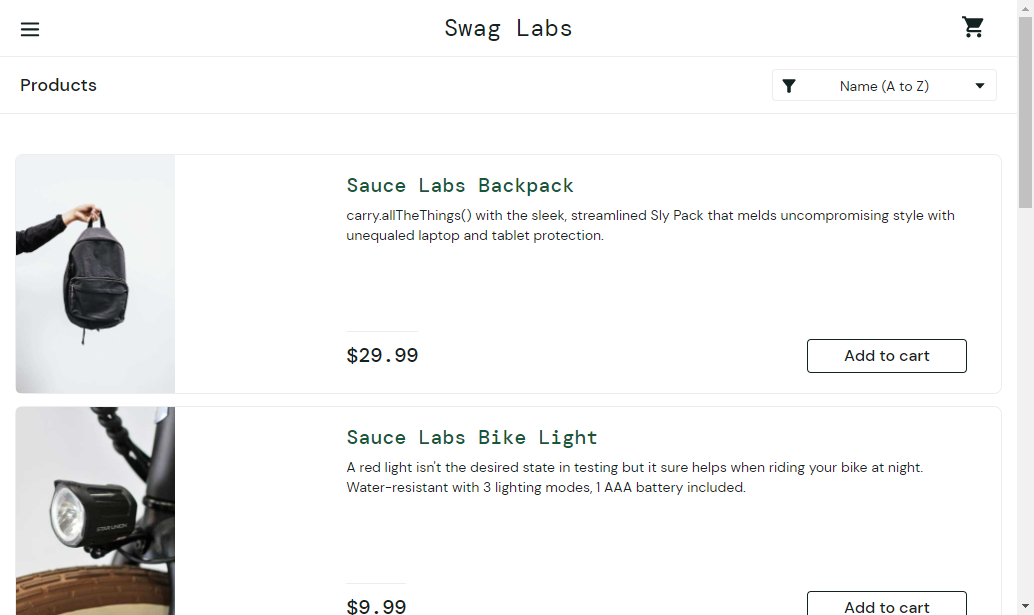 Swag Labs
Products
Name (A to Z)
Sauce Labs Backpack
carry.allTheThings() with the sleek, streamlined Sly Pack that melds uncompromising style with
unequaled laptop and tablet protection.
$29.99
Add to cart
Sauce Labs Bike Light
A red light isn't the desired state in testing but it sure helps when riding your bike at night.
Water-resistant with 3 lighting modes, 1 AAA battery included.
$9.99
Add to cart